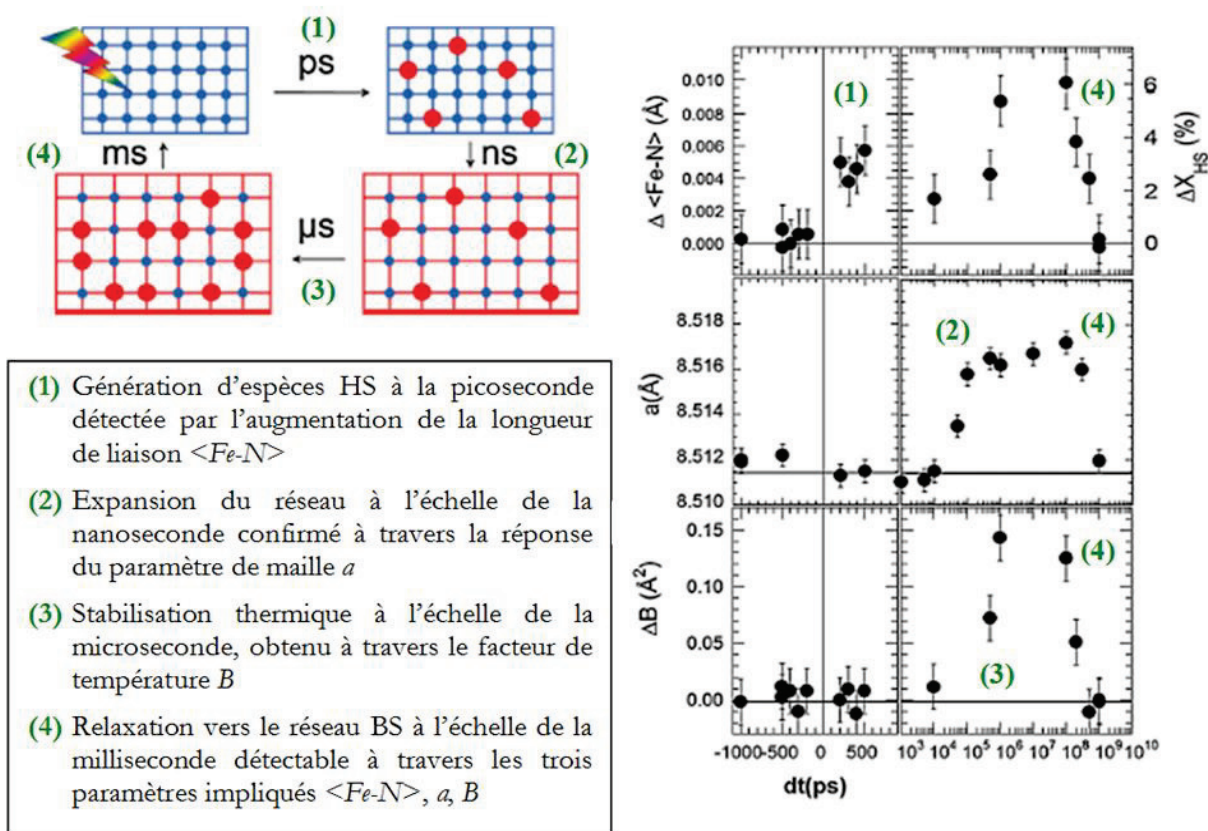 (1)
ps
(4) ms ↑
↓ ns (2)
µs
(3)
(1) Génération d'espèces HS à la picoseconde
détectée par l'augmentation de la longueur
de liaison <Fe-N>
(2) Expansion du réseau à l'échelle de la
nanoseconde confirmé à travers la réponse
du paramètre de maille a
(3) Stabilisation thermique à l'échelle de la
microseconde, obtenu à travers le facteur de
température B
(4) Relaxation vers le réseau BS à l'échelle de la
milliseconde détectable à travers les trois
paramètres impliqués <Fe-N>, a, B
Δ <Fe-N> (Å)
0.010
0.008
0.006
0.004
0.002
0.000
(1)
(4)
6
4
2
0
ΔX_HS (%)
a(Å)
8.518
8.516
8.514
8.512
8.510
(2)
(4)
ΔB (Å²)
0.15
0.10
0.05
0.00
(3)
(4)
-1000 -500 0 500 10³ 10⁴ 10⁵ 10⁶ 10⁷ 10⁸ 10⁹ 10¹⁰
dt(ps)